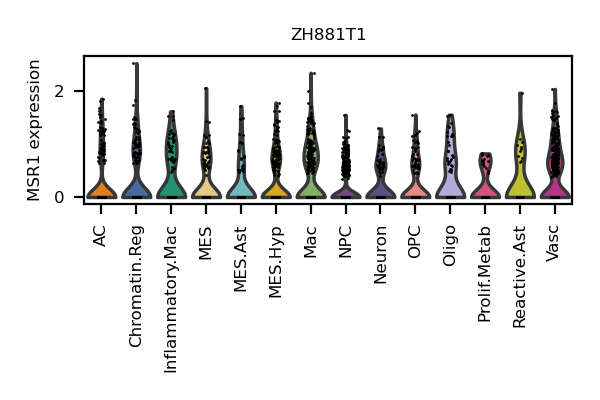 ZH881T1
MSR1 expression
2
0
AC
Chromatin.Reg
Inflammatory.Mac
MES
MES.Ast
MES.Hyp
Mac
NPC
Neuron
OPC
Oligo
Prolif.Metab
Reactive.Ast
Vasc